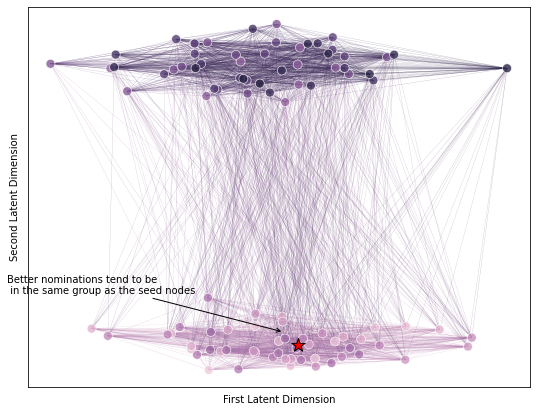 Second Latent Dimension
Better nominations tend to be
in the same group as the seed nodes
First Latent Dimension